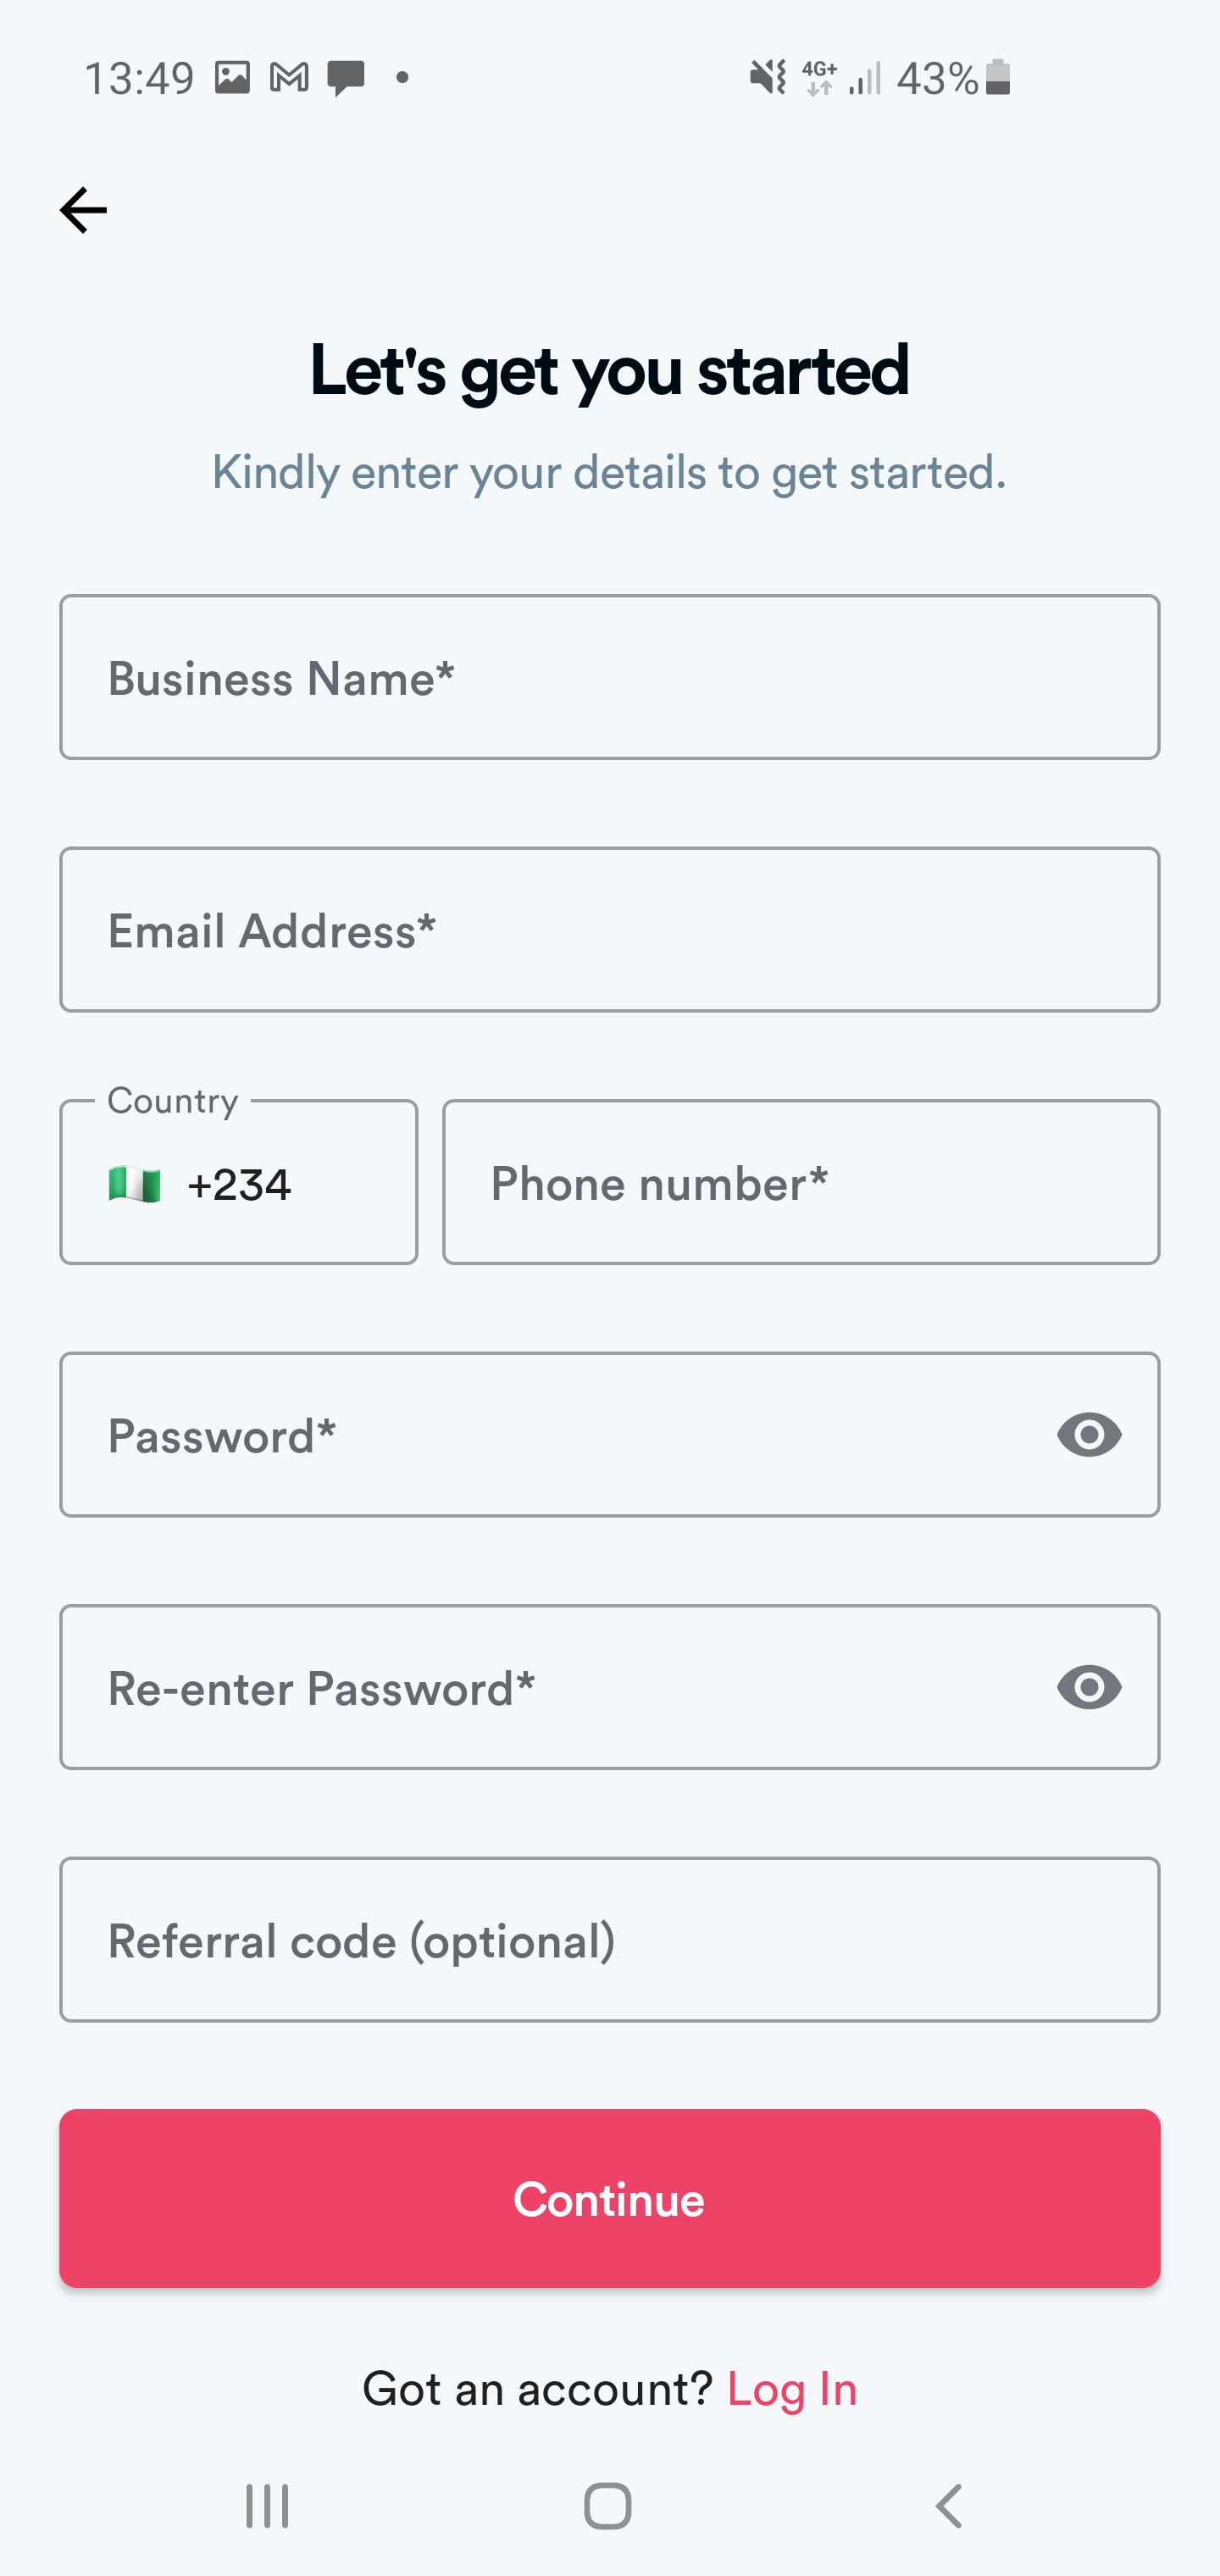 13:49 4G+ 43%
Let's get you started
Kindly enter your details to get started.
Business Name*
Email Address*
Country
+234 Phone number*
Password*
Re-enter Password*
Referral code (optional)
Continue
Got an account? Log In